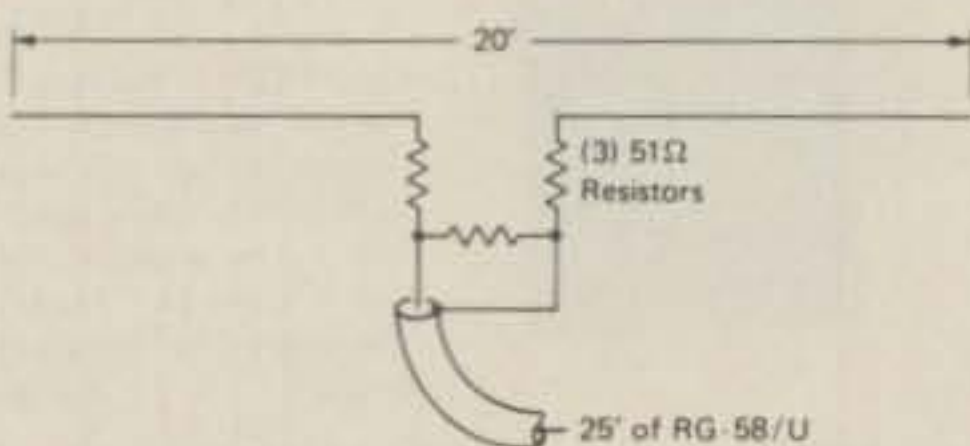 20'
(3) 51Ω
Resistors
25' of RG-58/U